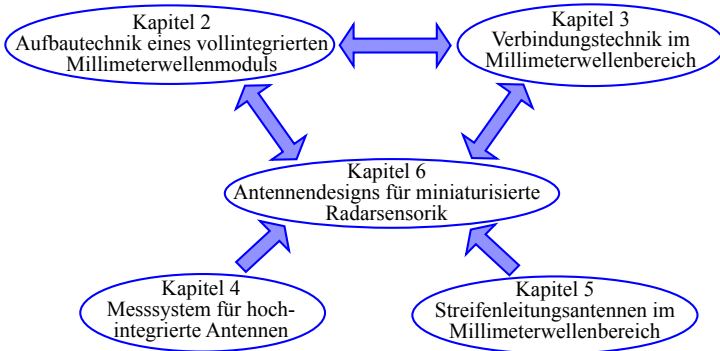 Kapitel 2
Aufbautechnik eines vollintegrierten
Millimeterwellenmoduls
Kapitel 3
Verbindungstechnik im
Millimeterwellenbereich
Kapitel 6
Antennendesigns für miniaturisierte
Radarsensorik
Kapitel 4
Messsystem für hoch-
integrierte Antennen
Kapitel 5
Streifenleitungsantennen im
Millimeterwellenbereich